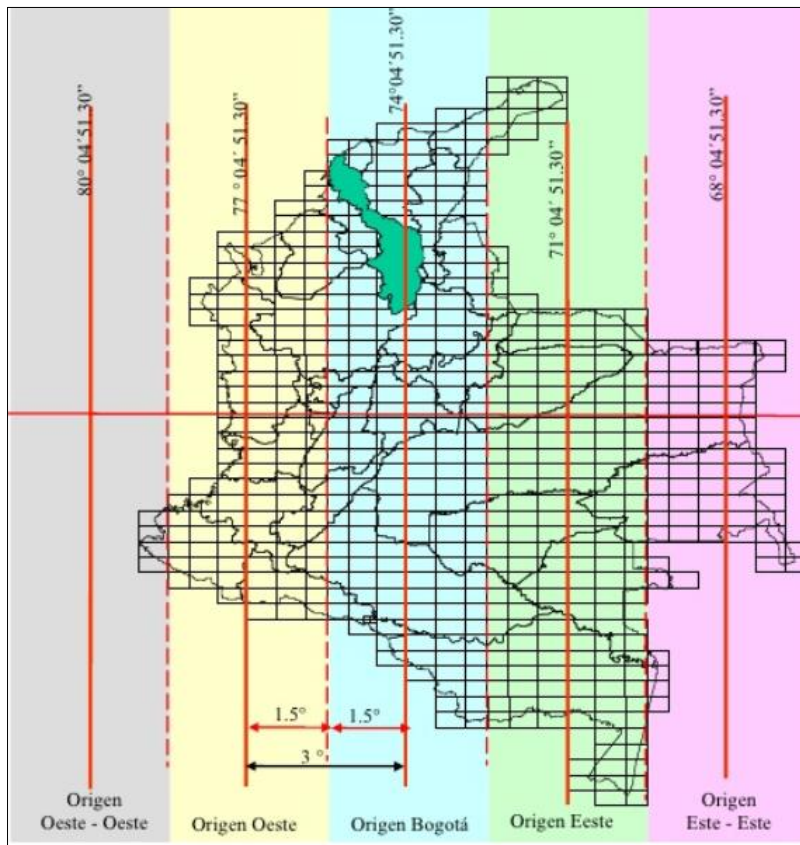 80° 04´51.30”
77 ° 04´ 51.30”
74°04´51.30”
71° 04´ 51.30”
68° 04´51.30”
1.5°
1.5°
3 °
Origen
Oeste - Oeste
Origen Oeste
Origen Bogotá
Origen Eeste
Origen
Este - Este